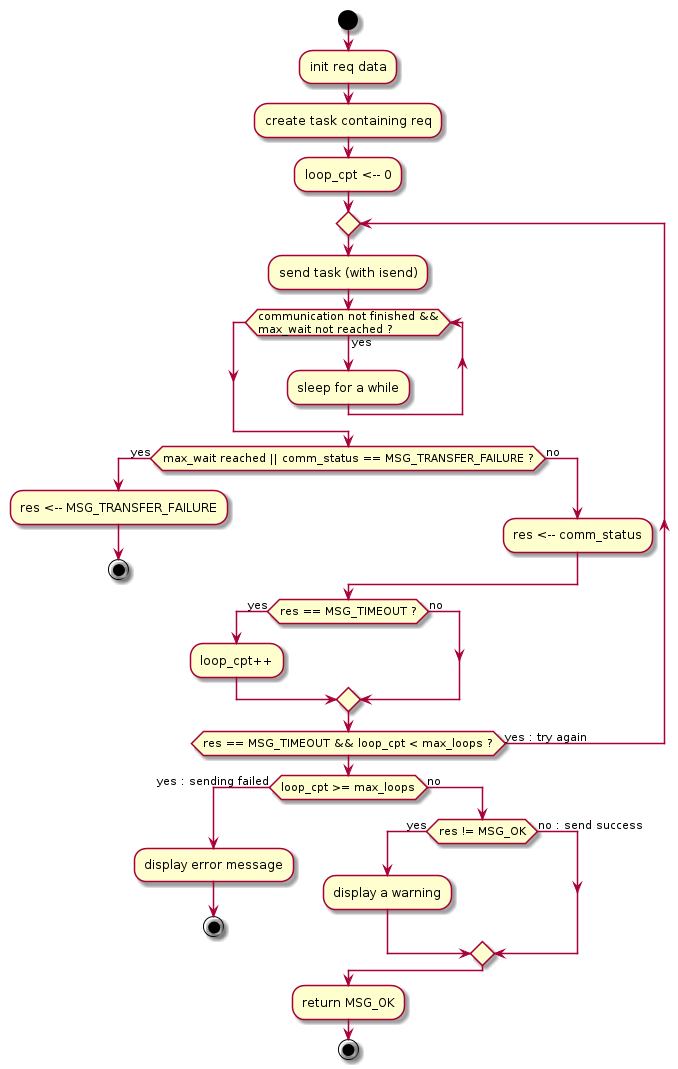 init req data
create task containing req
loop_cpt <-- 0
send task (with isend)
communication not finished &&
max_wait not reached ?
yes
sleep for a while
yes
max_wait reached || comm_status == MSG_TRANSFER_FAILURE ?
no
res <-- MSG_TRANSFER_FAILURE
res <-- comm_status
yes
res == MSG_TIMEOUT ?
no
loop_cpt++
res == MSG_TIMEOUT && loop_cpt < max_loops ?
yes : try again
yes : sending failed
loop_cpt >= max_loops
no
yes
res != MSG_OK
no : send success
display error message
display a warning
return MSG_OK